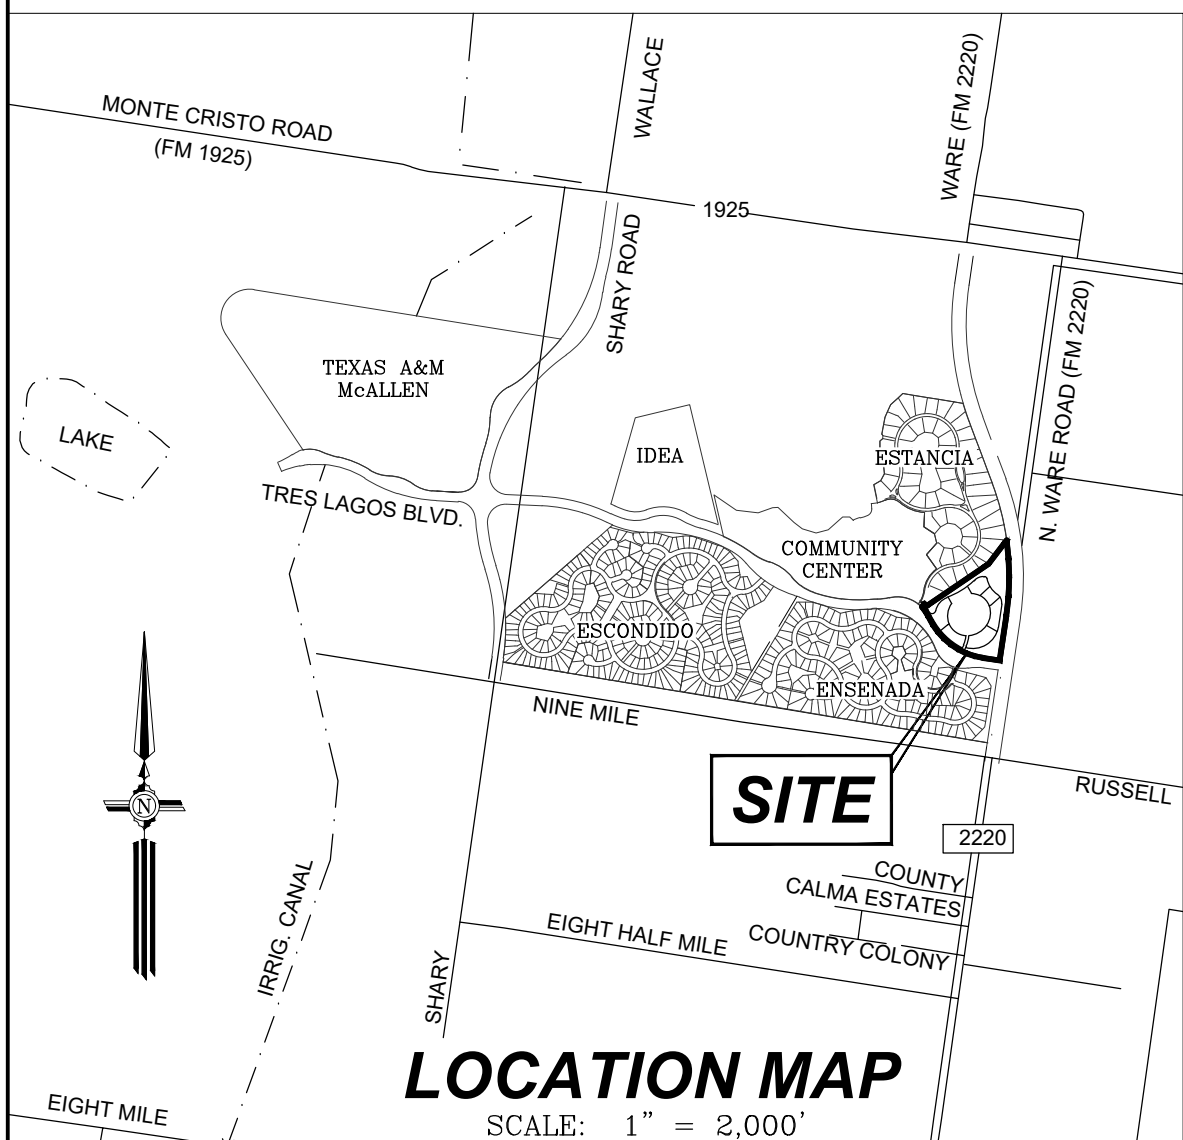 WALLACE
WARE (FM 2220)
MONTE CRISTO ROAD
(FM 1925)
1925
SHARY ROAD
N. WARE ROAD (FM 2220)
TEXAS A&M
McALLEN
LAKE
IDEA
ESTANCIA
TRES LAGOS BLVD.
COMMUNITY
CENTER
ESCONDIDO
ENSENADA
NINE MILE
RUSSELL
SITE
N
2220
COUNTY
CALMA ESTATES
COUNTRY COLONY
EIGHT HALF MILE
IRRIG. CANAL
SHARY
LOCATION MAP
SCALE: 1" = 2,000'
EIGHT MILE